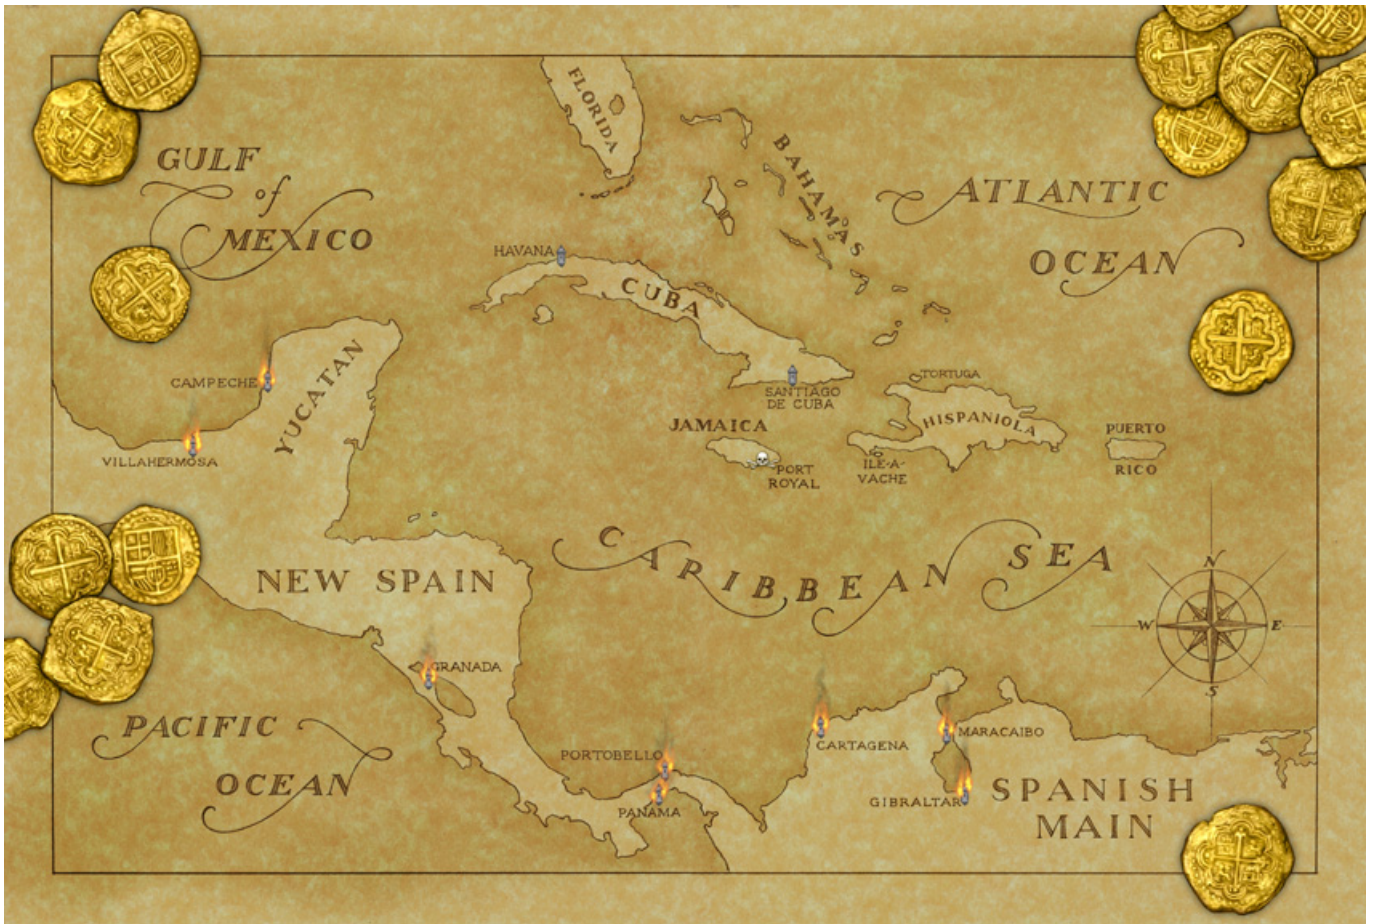 FLORIDA
GULF
of
MEXICO
BAHAMAS
ATLANTIC
OCEAN
HAVANA
CUBA
CAMPECHE
YUCATAN
VILLAHERMOSA
SANTIAGO
DE CUBA
TORTUGA
HISPANIOLA
JAMAICA
PORT
ROYAL
ILE-A-
VACHE
PUERTO
RICO
CARIBBEAN SEA
NEW SPAIN
N
W
E
S
GRANADA
PACIFIC
OCEAN
PORTOBELLO
PANAMA
CARTAGENA
MARACAIBO
GIBRALTAR
SPANISH
MAIN